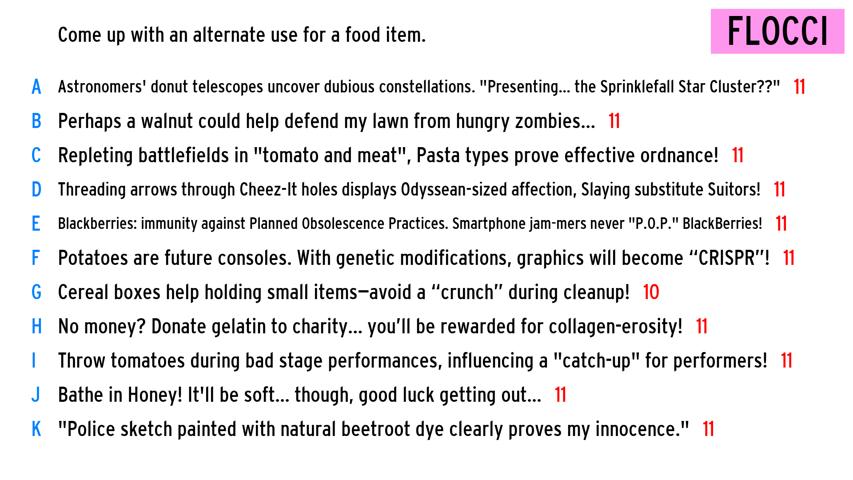 Come up with an alternate use for a food item.
FLOCCI
A Astronomers' donut telescopes uncover dubious constellations. "Presenting... the Sprinklefall Star Cluster??" 11
B Perhaps a walnut could help defend my lawn from hungry zombies... 11
C Repleting battlefields in "tomato and meat", Pasta types prove effective ordnance! 11
D Threading arrows through Cheez-It holes displays Odyssean-sized affection, Slaying substitute Suitors! 11
E Blackberries: immunity against Planned Obsolescence Practices. Smartphone jam-mers never "P.O.P." BlackBerries! 11
F Potatoes are future consoles. With genetic modifications, graphics will become “CRISPR”! 11
G Cereal boxes help holding small items—avoid a “crunch” during cleanup! 10
H No money? Donate gelatin to charity... you’ll be rewarded for collagen-erosity! 11
I Throw tomatoes during bad stage performances, influencing a "catch-up" for performers! 11
J Bathe in Honey! It'll be soft... though, good luck getting out... 11
K "Police sketch painted with natural beetroot dye clearly proves my innocence." 11